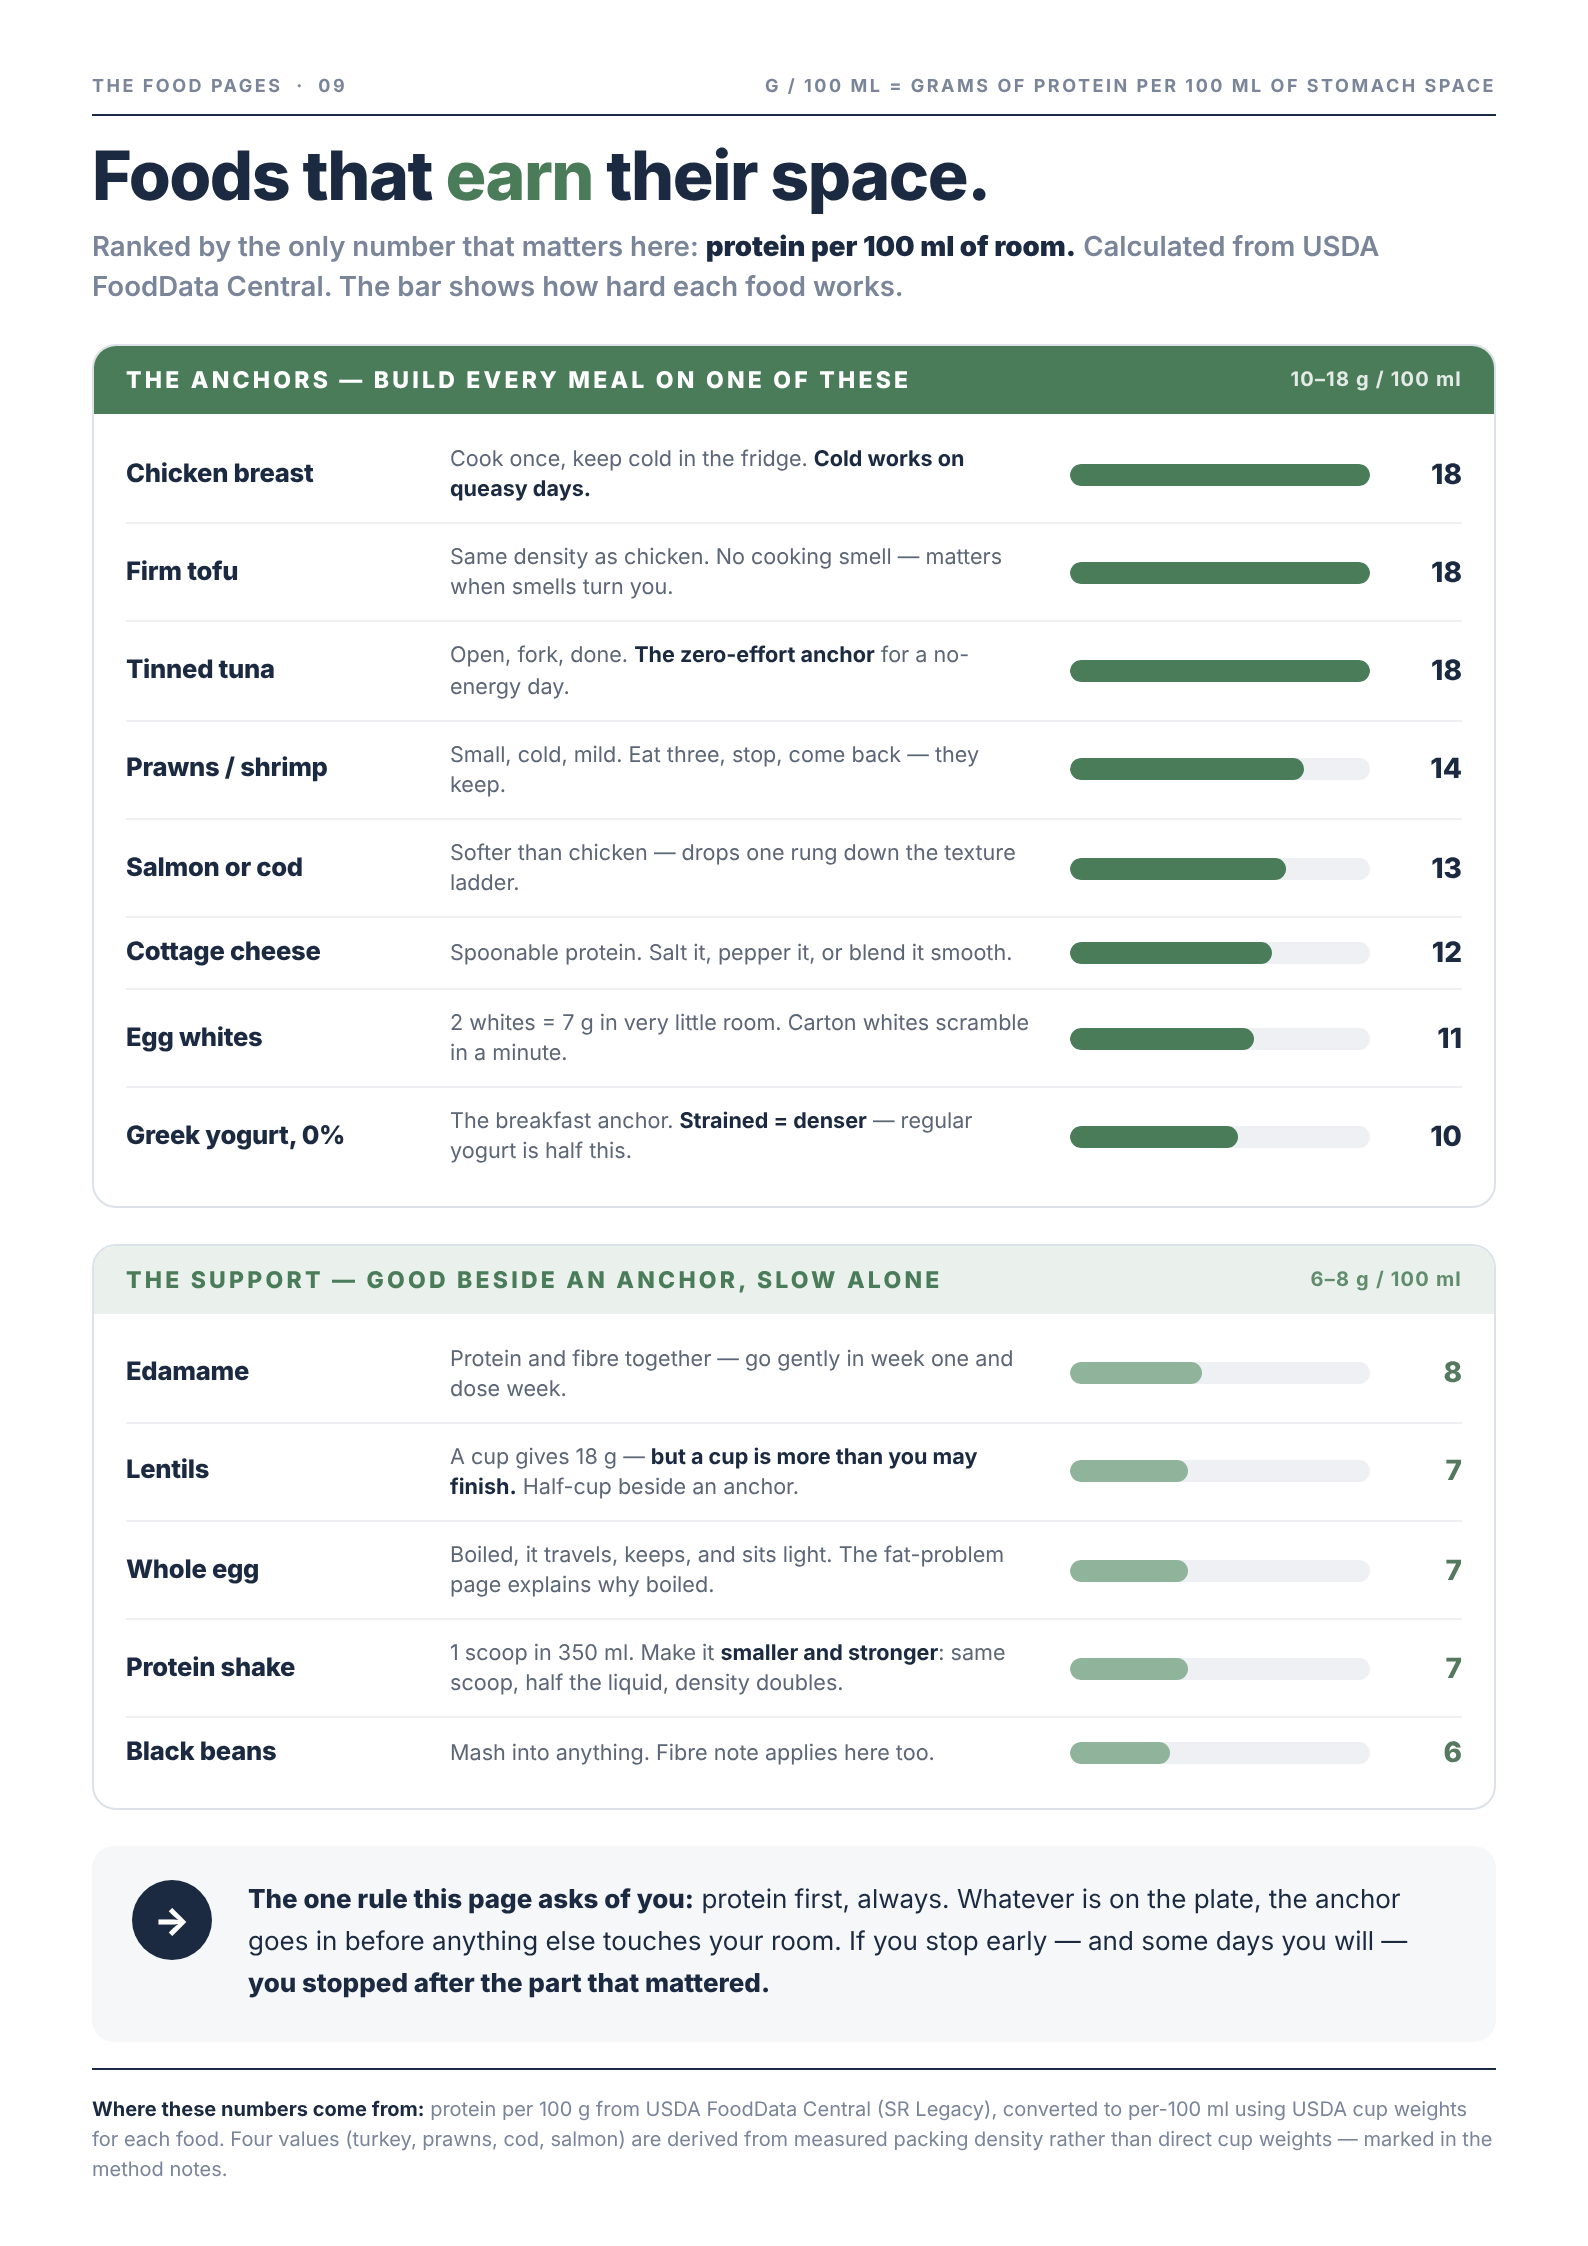 THE FOOD PAGES · 09
G / 100 ML = GRAMS OF PROTEIN PER 100 ML OF STOMACH SPACE
Foods that earn their space.
Ranked by the only number that matters here: protein per 100 ml of room. Calculated from USDA
FoodData Central. The bar shows how hard each food works.
THE ANCHORS — BUILD EVERY MEAL ON ONE OF THESE
10–18 g / 100 ml
Chicken breast
Cook once, keep cold in the fridge. Cold works on
queasy days.
18
Firm tofu
Same density as chicken. No cooking smell — matters
when smells turn you.
18
Tinned tuna
Open, fork, done. The zero-effort anchor for a no-
energy day.
18
Prawns / shrimp
Small, cold, mild. Eat three, stop, come back — they
keep.
14
Salmon or cod
Softer than chicken — drops one rung down the texture
ladder.
13
Cottage cheese
Spoonable protein. Salt it, pepper it, or blend it smooth.
12
Egg whites
2 whites = 7 g in very little room. Carton whites scramble
in a minute.
11
Greek yogurt, 0%
The breakfast anchor. Strained = denser — regular
yogurt is half this.
10
THE SUPPORT — GOOD BESIDE AN ANCHOR, SLOW ALONE
6–8 g / 100 ml
Edamame
Protein and fibre together — go gently in week one and
dose week.
8
Lentils
A cup gives 18 g — but a cup is more than you may
finish. Half-cup beside an anchor.
7
Whole egg
Boiled, it travels, keeps, and sits light. The fat-problem
page explains why boiled.
7
Protein shake
1 scoop in 350 ml. Make it smaller and stronger: same
scoop, half the liquid, density doubles.
7
Black beans
Mash into anything. Fibre note applies here too.
6
→
The one rule this page asks of you: protein first, always. Whatever is on the plate, the anchor
goes in before anything else touches your room. If you stop early — and some days you will —
you stopped after the part that mattered.
Where these numbers come from: protein per 100 g from USDA FoodData Central (SR Legacy), converted to per-100 ml using USDA cup weights
for each food. Four values (turkey, prawns, cod, salmon) are derived from measured packing density rather than direct cup weights — marked in the
method notes.